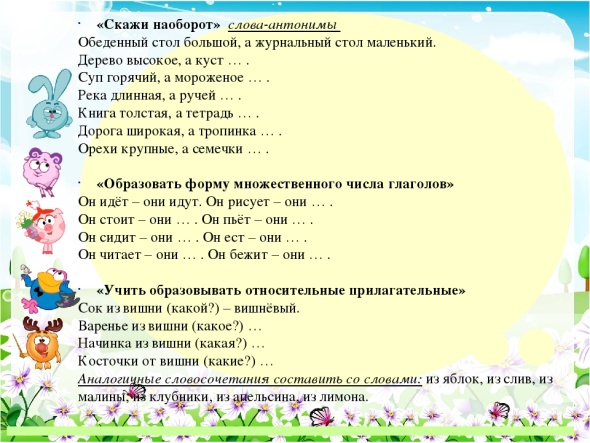 · «Скажи наоборот» слова-антонимы
Обеденный стол большой, а журнальный стол маленький.
Дерево высокое, а куст … .
Суп горячий, а мороженое … .
Река длинная, а ручей … .
Книга толстая, а тетрадь … .
Дорога широкая, а тропинка … .
Орехи крупные, а семечки … .
· «Образовать форму множественного числа глаголов»
Он идёт – они идут. Он рисует – они … .
Он стоит – они … . Он пьёт – они … .
Он сидит – они … . Он ест – они … .
Он читает – они … . Он бежит – они … .
· «Учить образовывать относительные прилагательные»
Сок из вишни (какой?) – вишнёвый.
Варенье из вишни (какое?) …
Начинка из вишни (какая?) …
Косточки от вишни (какие?) …
Аналогичные словосочетания составить со словами: из яблок, из слив, из
малины, из клубники, из апельсина, из лимона.